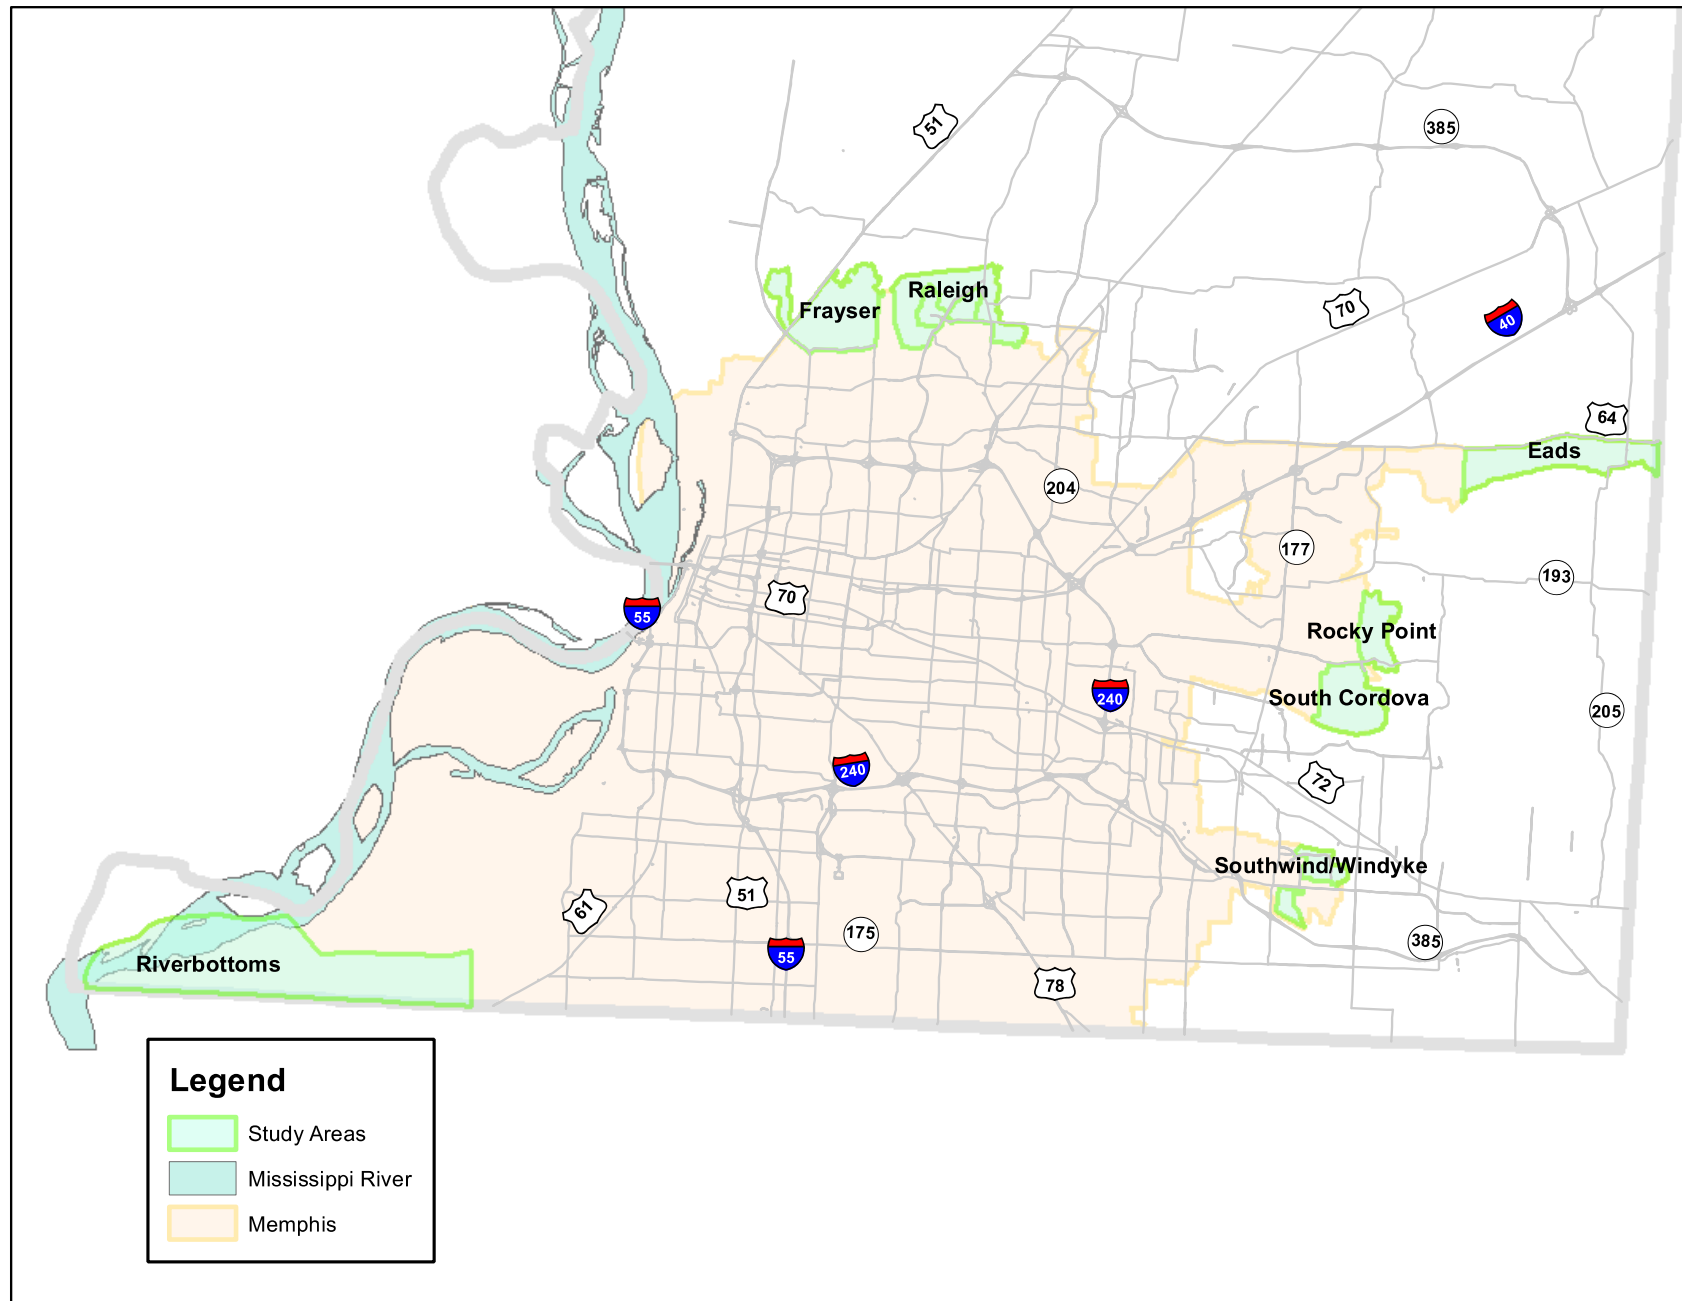 51
385
Raleigh
Frayser
70
40
64
Eads
204
177
193
70
55
Rocky Point
240
South Cordova
205
240
72
Southwind/Windyke
51
61
175
385
55
Riverbottoms
78
Legend
Study Areas
Mississippi River
Memphis